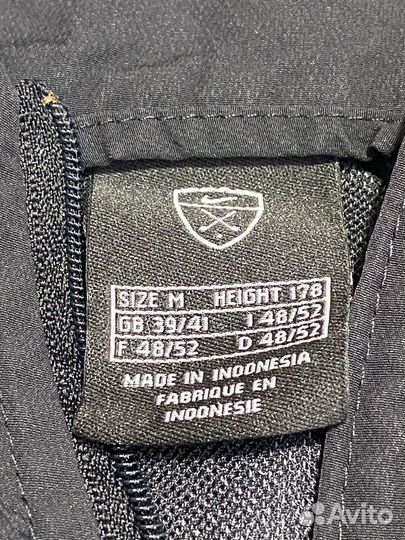 SIZE M HEIGHT 178
GB 39/41 I 48/52
F 48/52 D 48/52
MADE IN INDONESIA
FABRIQUE EN
INDONESIE
Avito